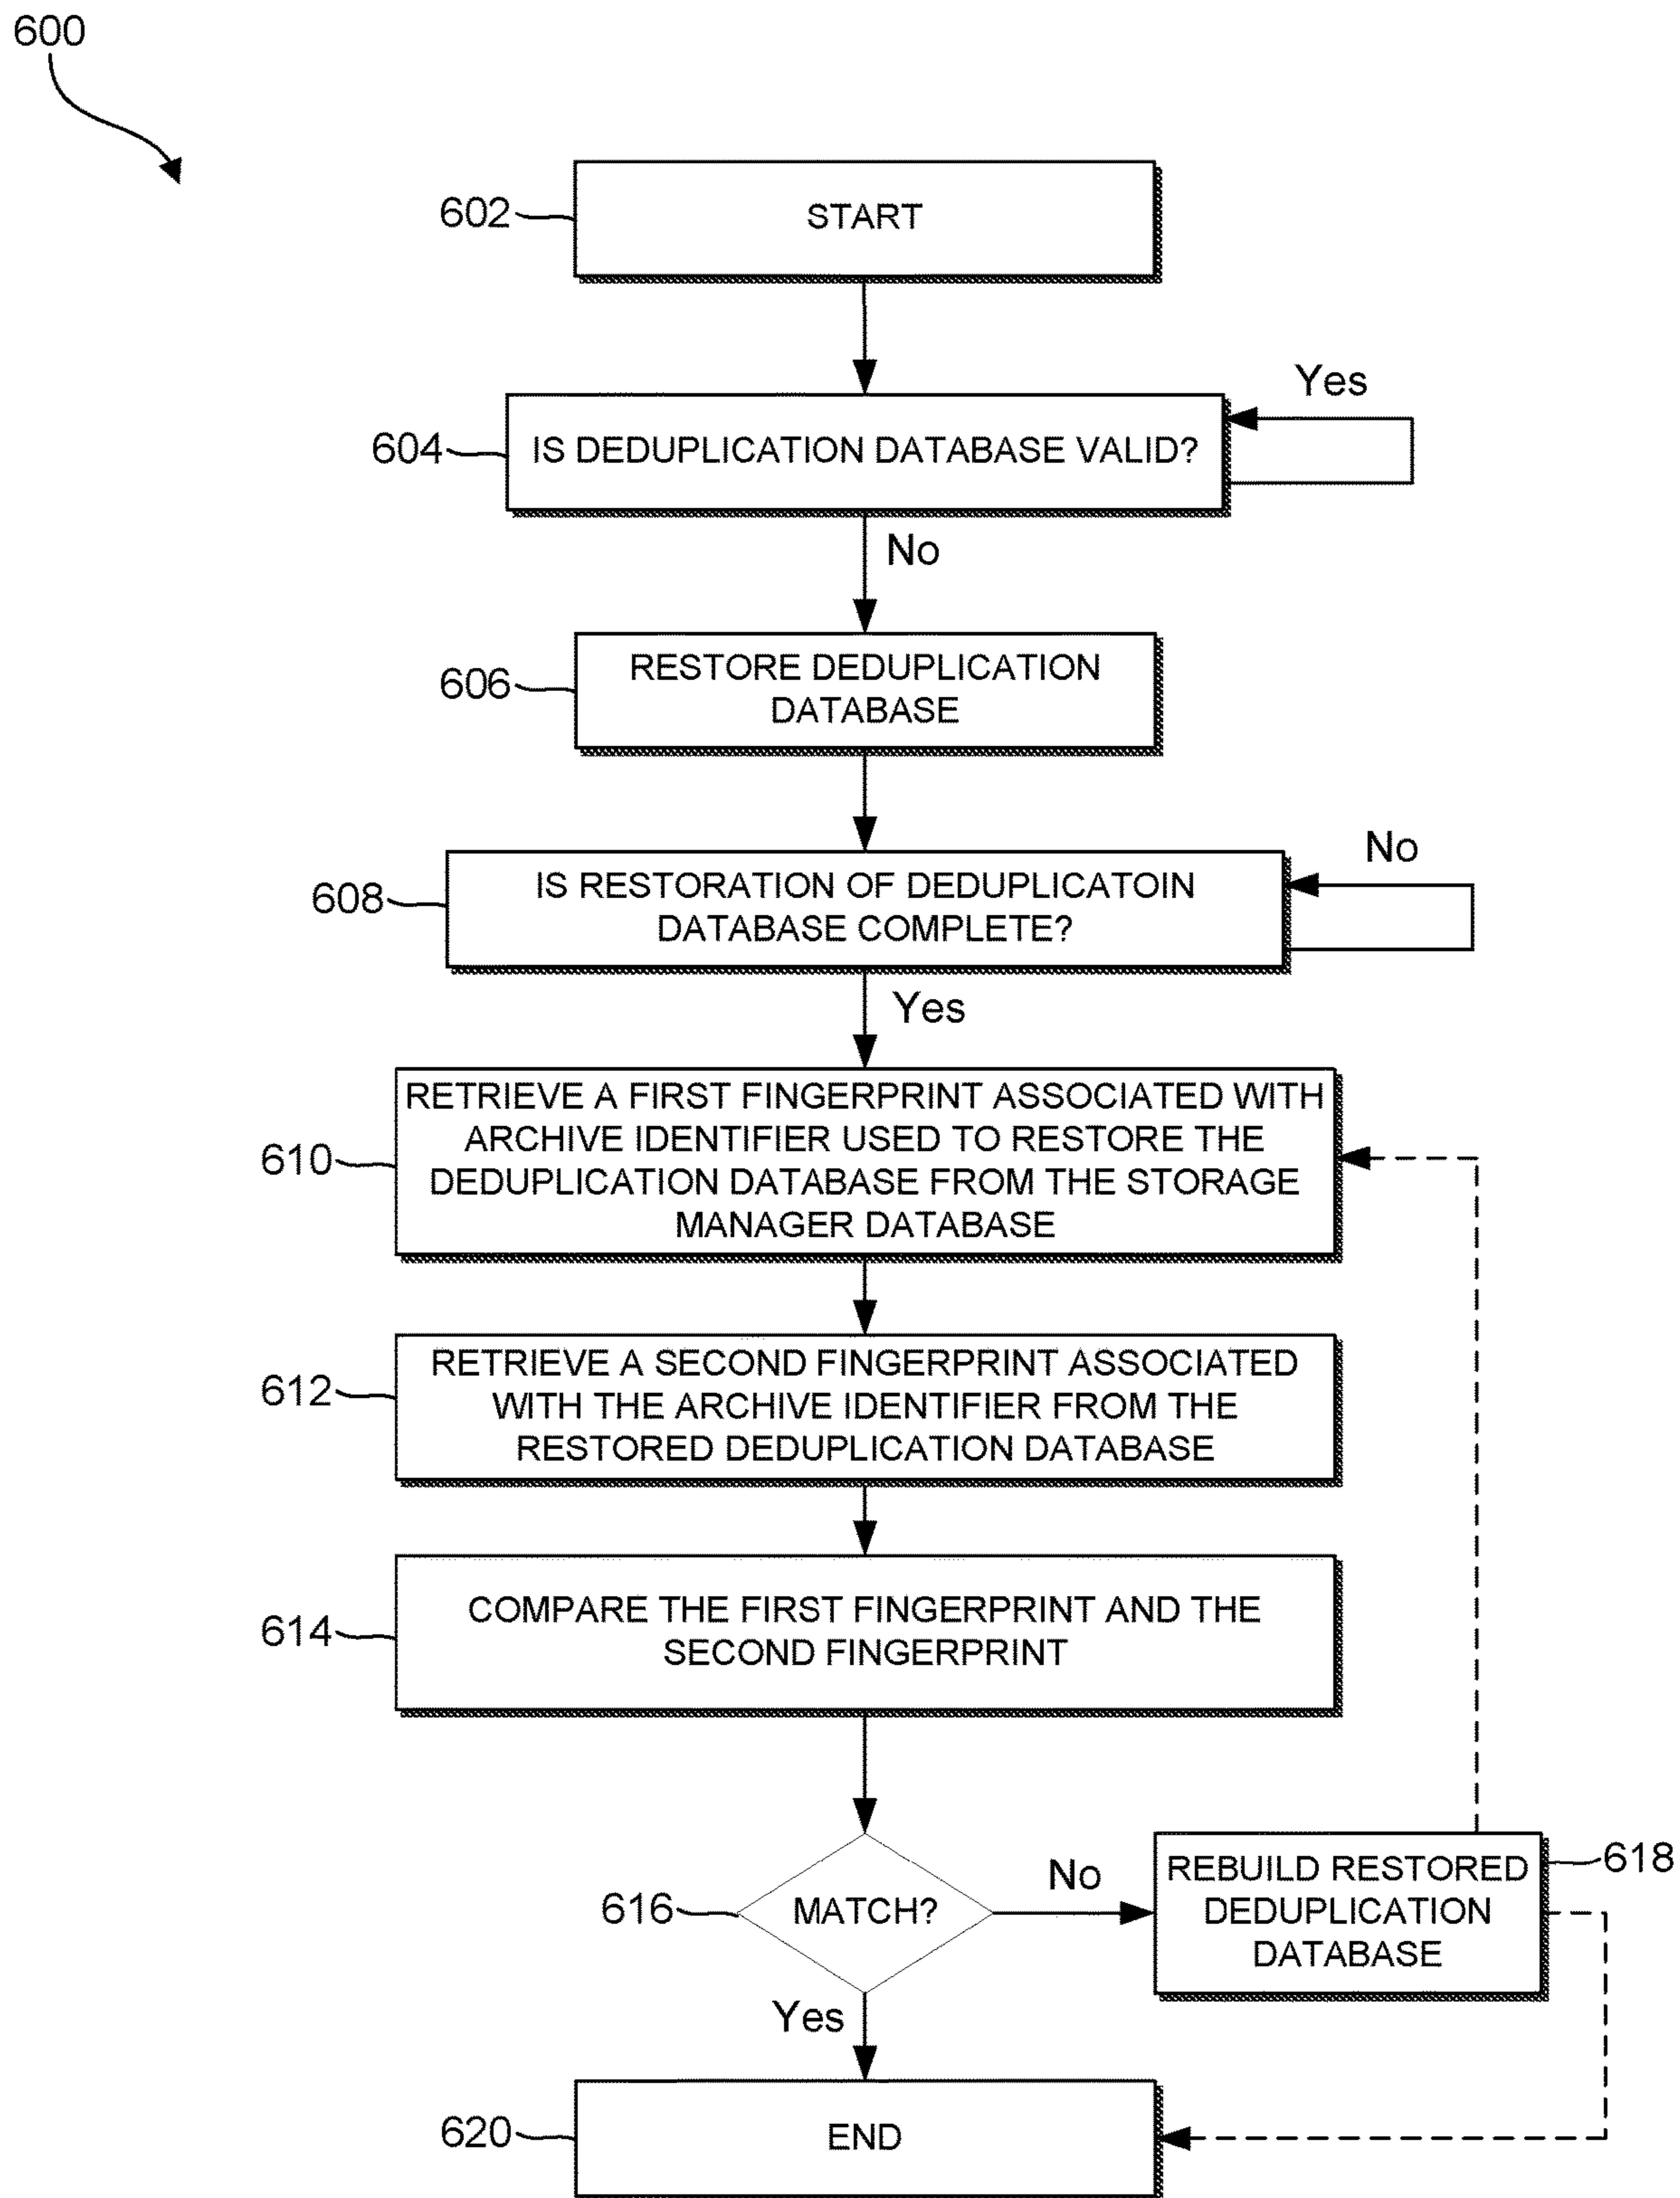 600
602
START
Yes
604
IS DEDUPLICATION DATABASE VALID?
No
606
RESTORE DEDUPLICATION
DATABASE
No
608
IS RESTORATION OF DEDUPLICATOIN
DATABASE COMPLETE?
Yes
610
RETRIEVE A FIRST FINGERPRINT ASSOCIATED WITH
ARCHIVE IDENTIFIER USED TO RESTORE THE
DEDUPLICATION DATABASE FROM THE STORAGE
MANAGER DATABASE
612
RETRIEVE A SECOND FINGERPRINT ASSOCIATED
WITH THE ARCHIVE IDENTIFIER FROM THE
RESTORED DEDUPLICATION DATABASE
614
COMPARE THE FIRST FINGERPRINT AND THE
SECOND FINGERPRINT
616
MATCH?
No
618
REBUILD RESTORED
DEDUPLICATION
DATABASE
Yes
620
END